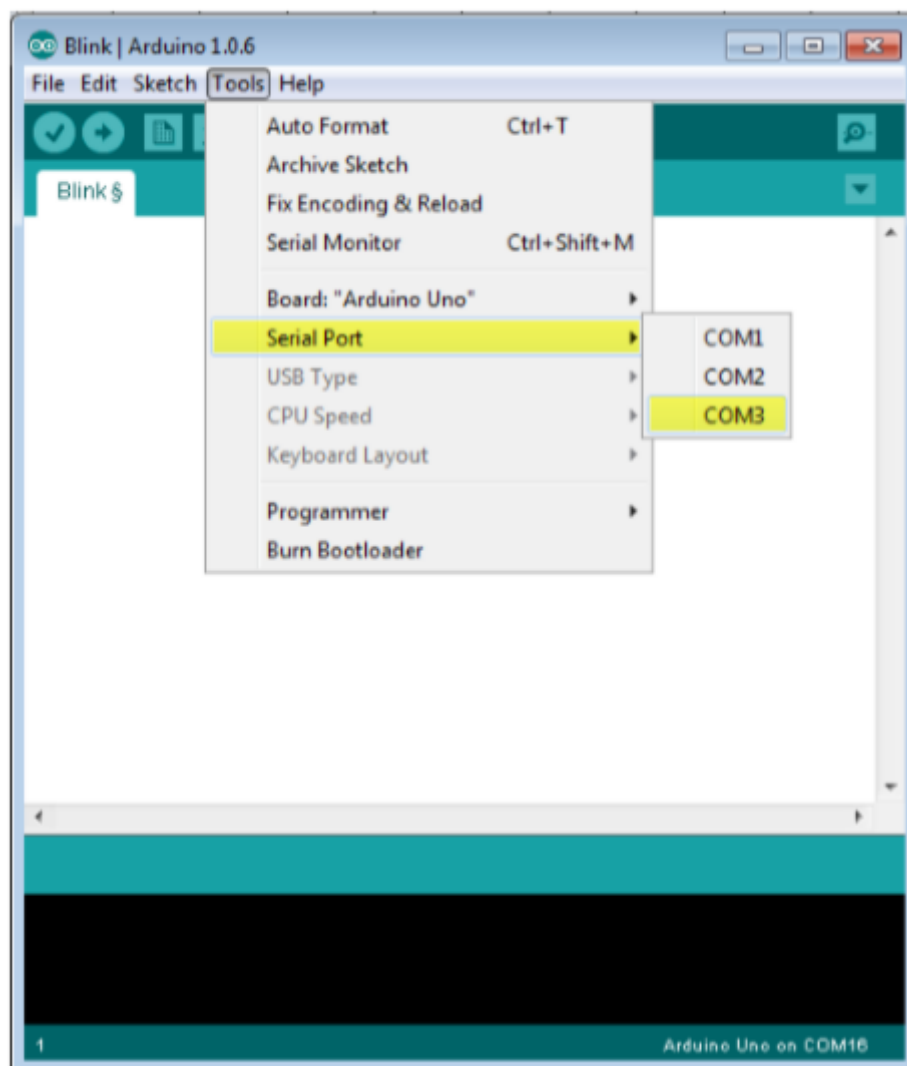 Blink | Arduino 1.0.6
File Edit Sketch Tools Help
Auto Format Ctrl+T
Archive Sketch
Blink §
Fix Encoding & Reload
Serial Monitor Ctrl+Shift+M
Board: "Arduino Uno"
Serial Port
COM1
USB Type
COM2
CPU Speed
COM3
Keyboard Layout
Programmer
Burn Bootloader
1 Arduino Uno on COM16